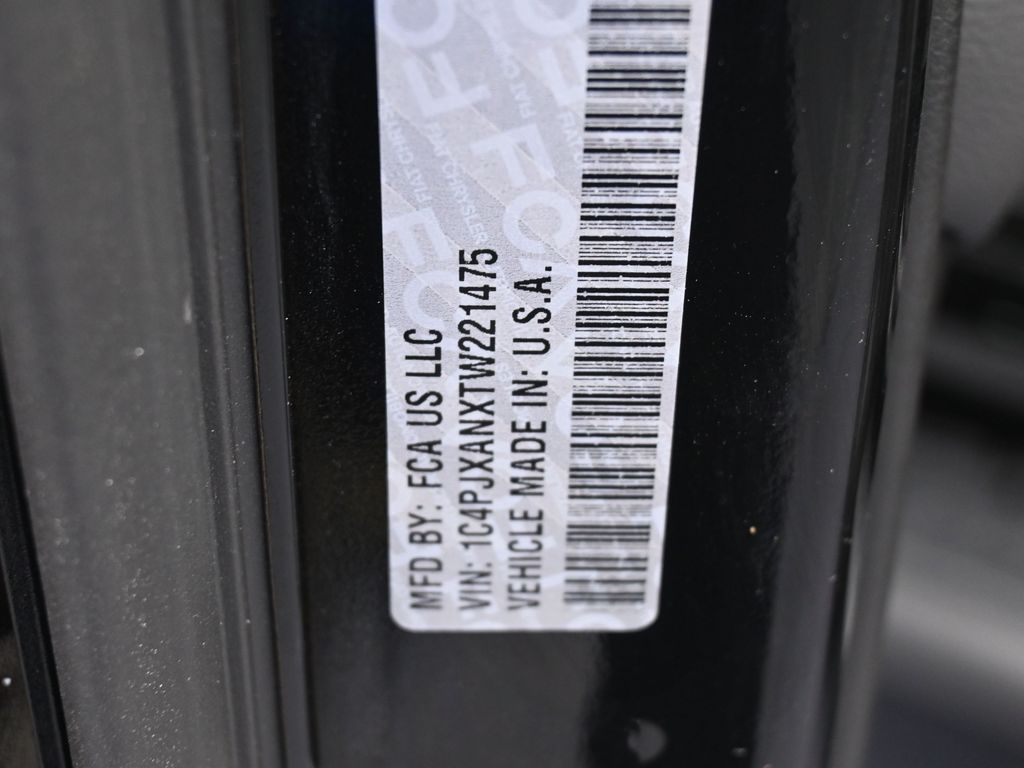 MFD BY: FCA US LLC
VIN: 1C4PJXANXTW221475
VEHICLE MADE IN: U.S.A.